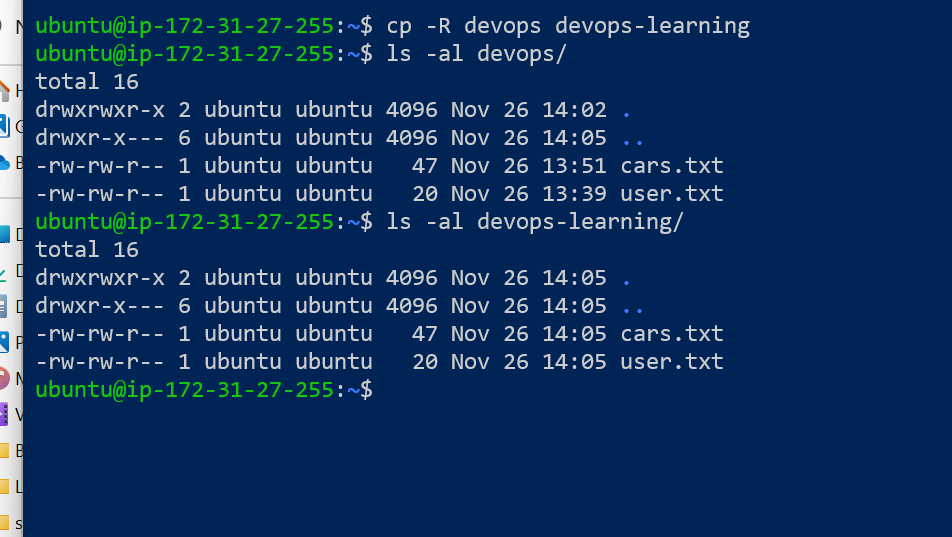 ubuntu@ip-172-31-27-255:~$ cp -R devops devops-learning
ubuntu@ip-172-31-27-255:~$ ls -al devops/
total 16
drwxrwxr-x 2 ubuntu ubuntu 4096 Nov 26 14:02 .
drwxr-x--- 6 ubuntu ubuntu 4096 Nov 26 14:05 ..
-rw-rw-r-- 1 ubuntu ubuntu   47 Nov 26 13:51 cars.txt
-rw-rw-r-- 1 ubuntu ubuntu   20 Nov 26 13:39 user.txt
ubuntu@ip-172-31-27-255:~$ ls -al devops-learning/
total 16
drwxrwxr-x 2 ubuntu ubuntu 4096 Nov 26 14:05 .
drwxr-x--- 6 ubuntu ubuntu 4096 Nov 26 14:05 ..
-rw-rw-r-- 1 ubuntu ubuntu   47 Nov 26 14:05 cars.txt
-rw-rw-r-- 1 ubuntu ubuntu   20 Nov 26 14:05 user.txt
ubuntu@ip-172-31-27-255:~$